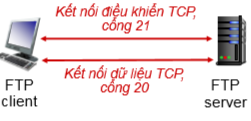 Kết nối điều khiển TCP,
cổng 21
Kết nối dữ liệu TCP,
cổng 20
FTP
client
FTP
server